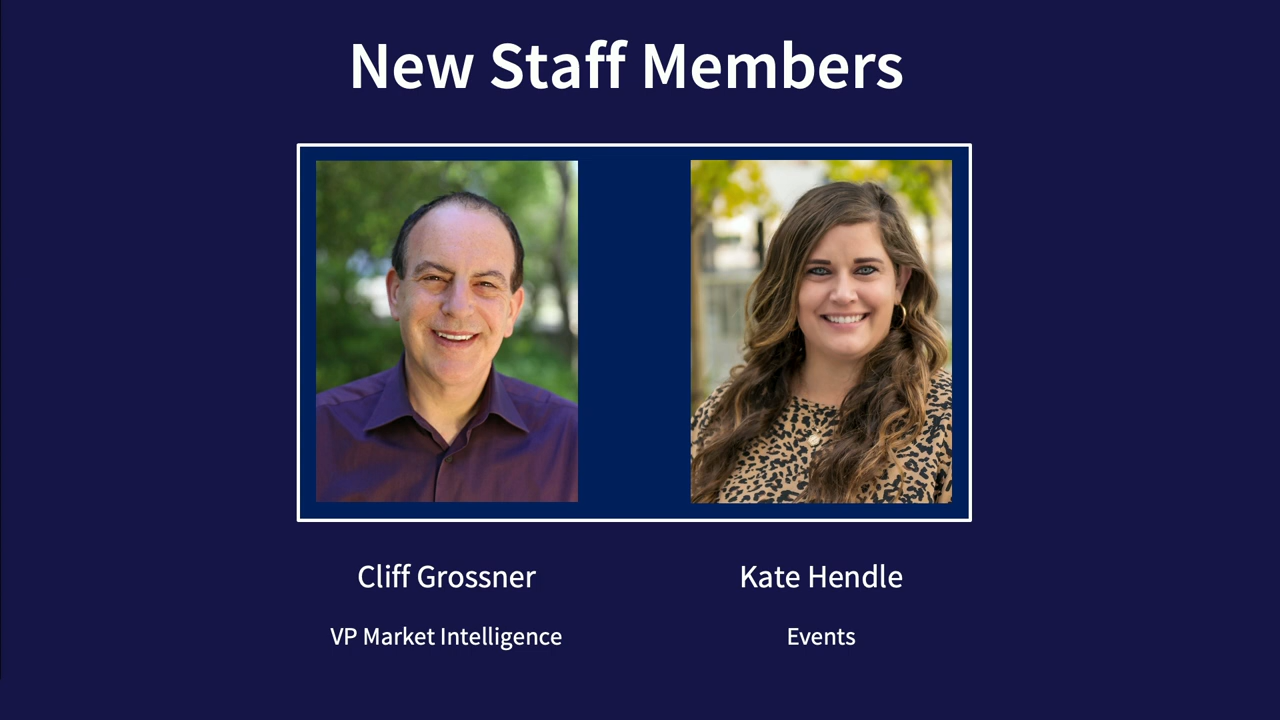 New Staff Members
Cliff Grossner
Kate Hendle
VP Market Intelligence
Events